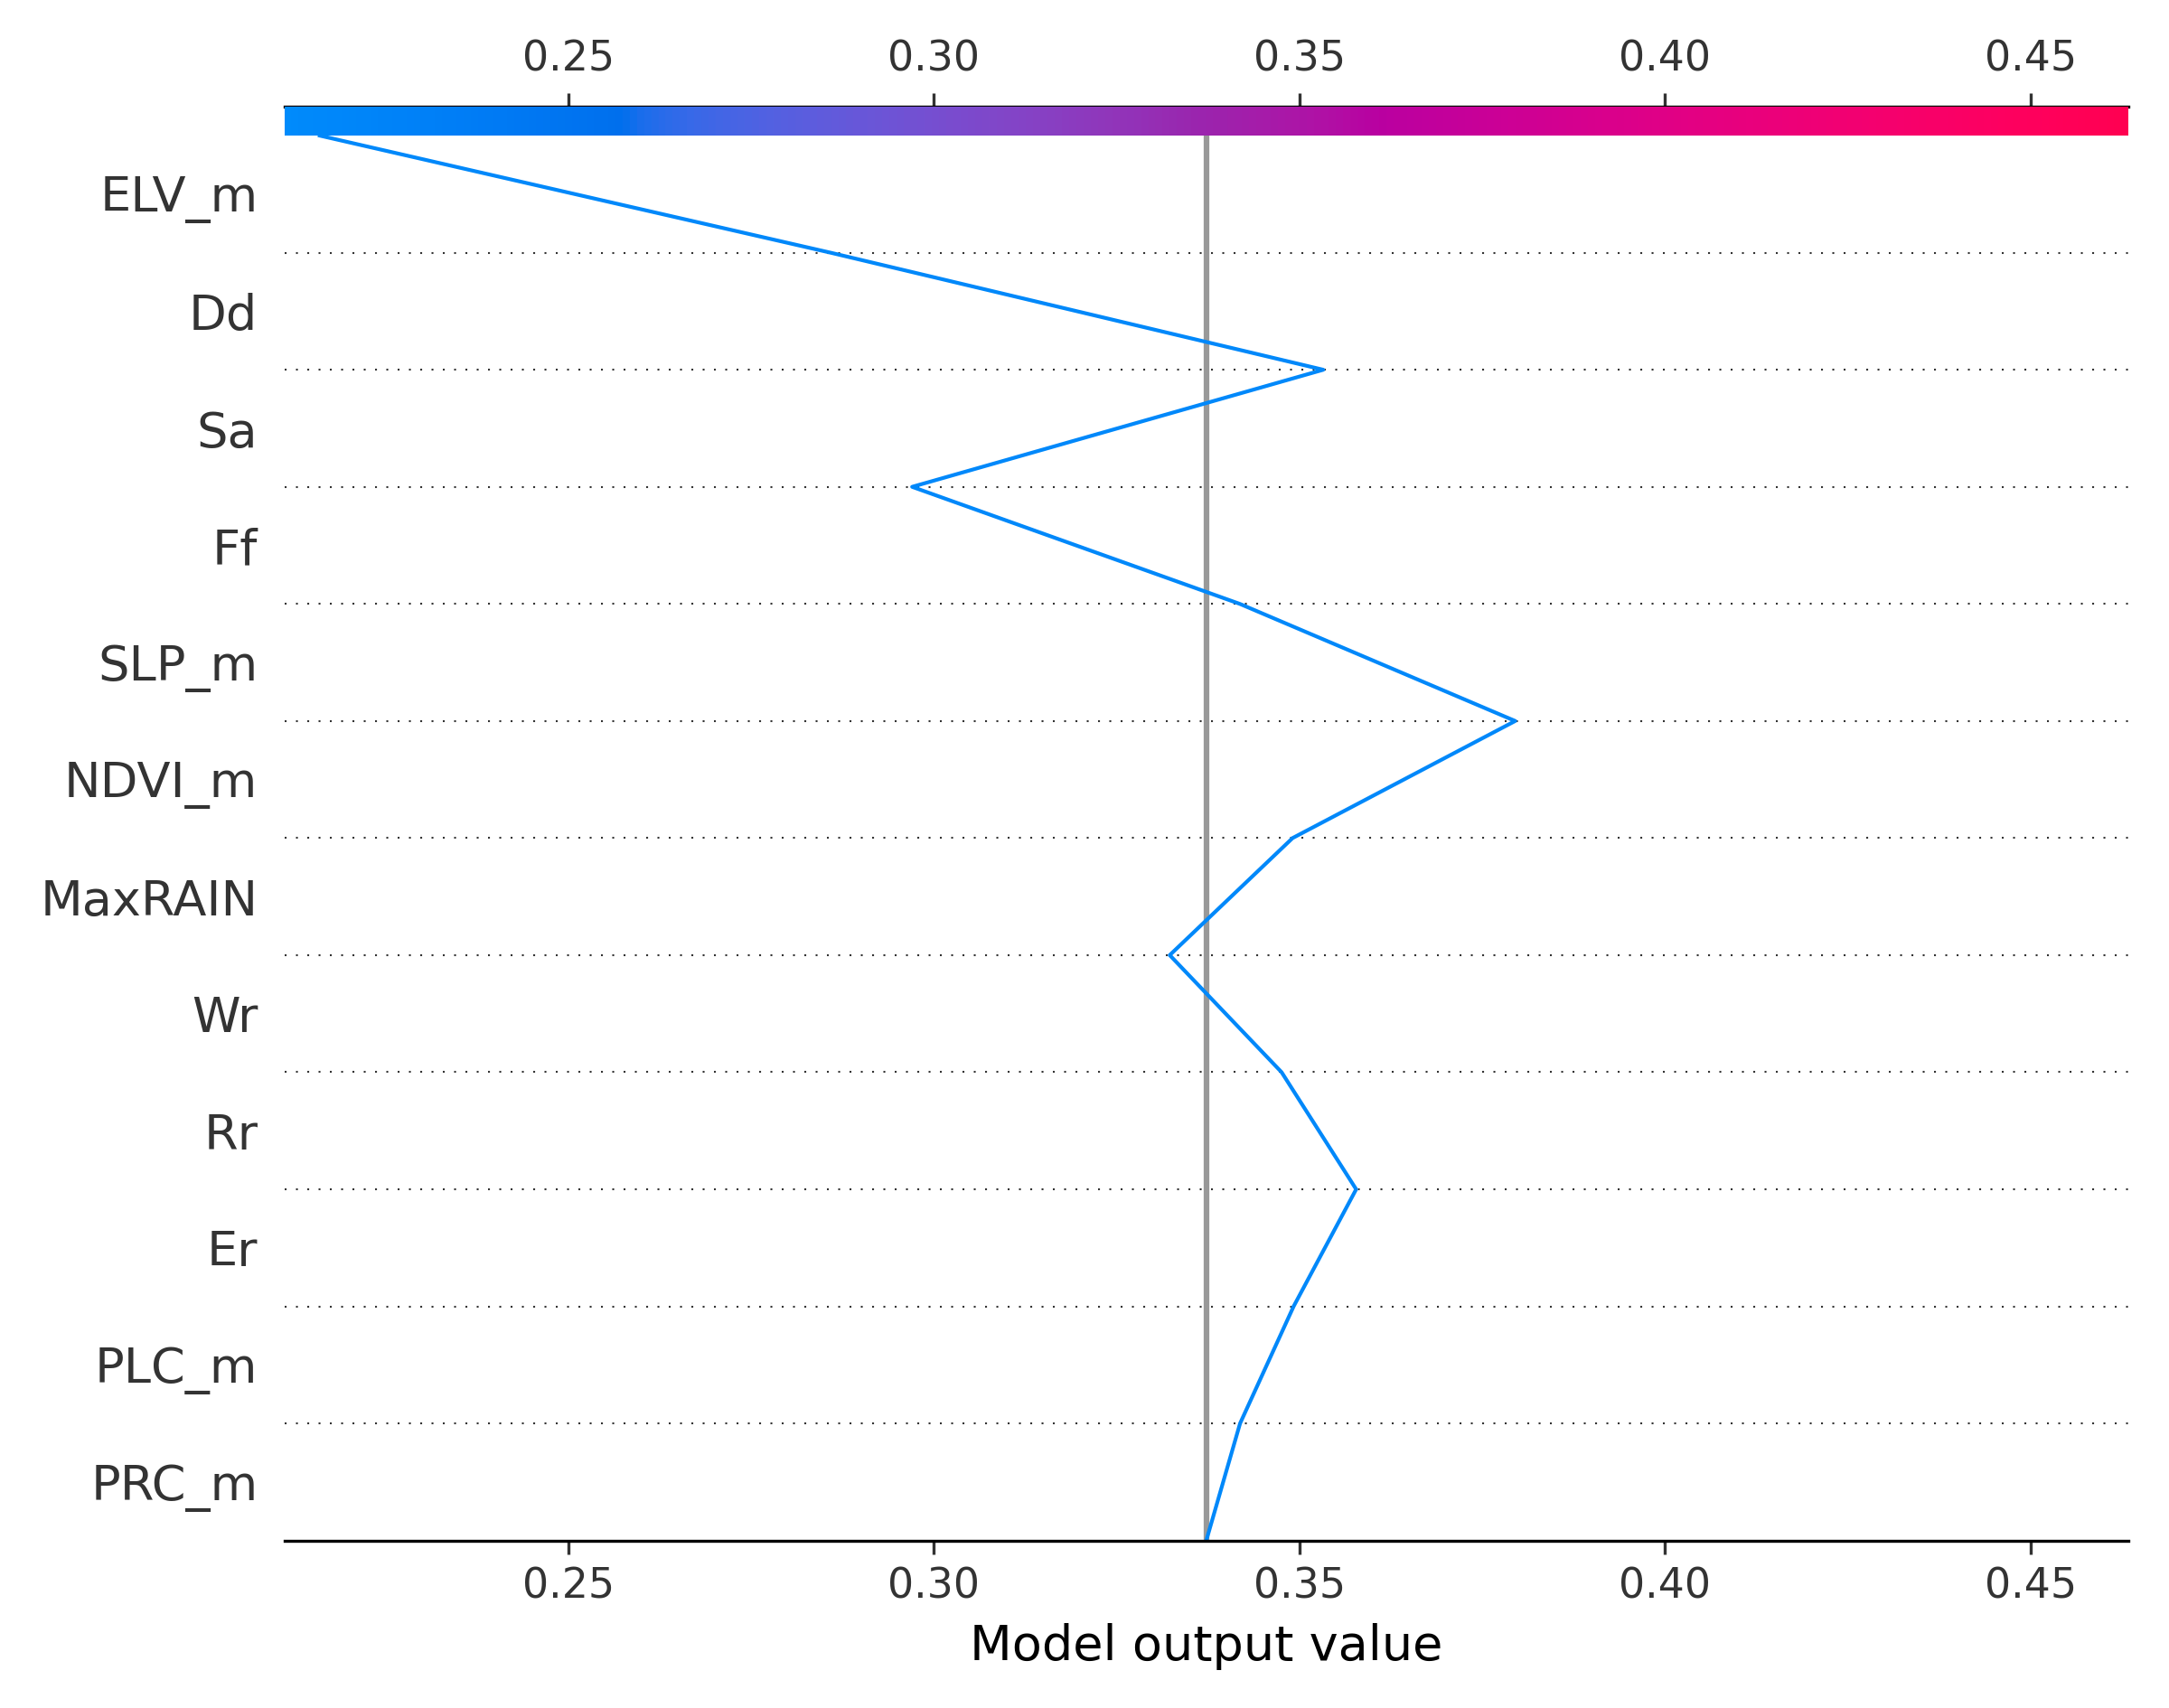 0.25 0.30 0.35 0.40 0.45
ELV_m
Dd
Sa
Ff
SLP_m
NDVI_m
MaxRAIN
Wr
Rr
Er
PLC_m
PRC_m
0.25 0.30 0.35 0.40 0.45
Model output value